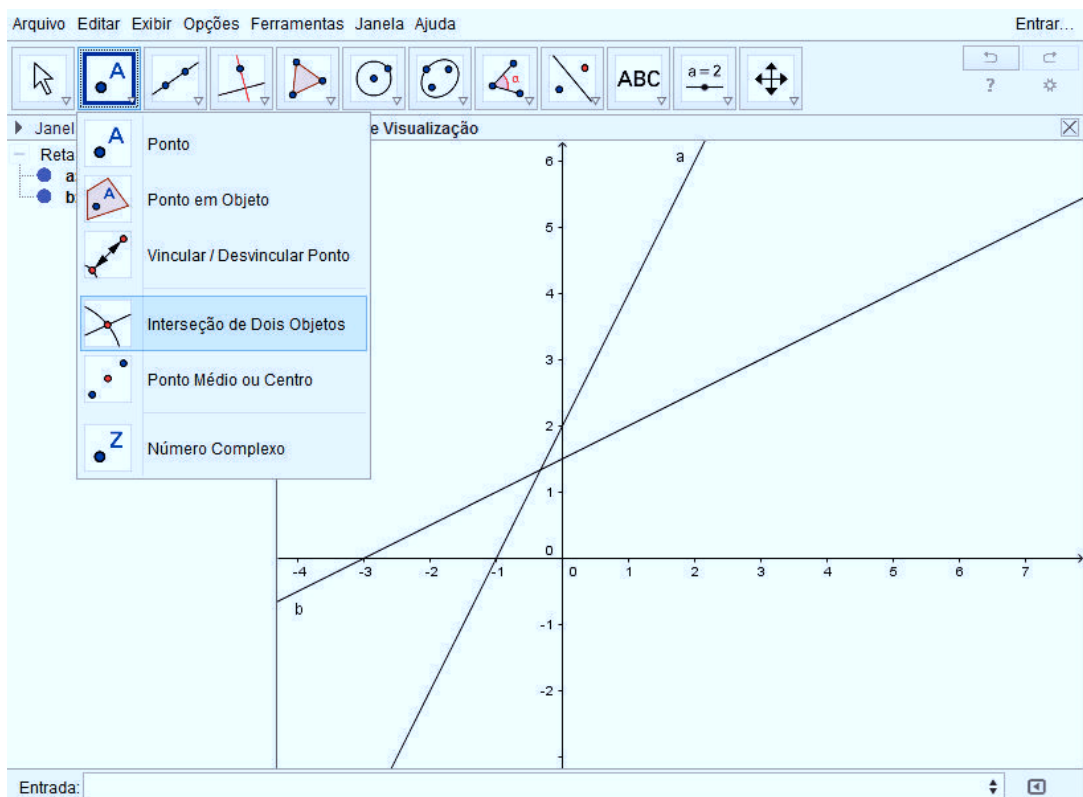 Arquivo Editar Exibir Opções Ferramentas Janela Ajuda Entrar...
A α ABC a=2 ?
Janel e Visualização
Reta
a:
b:
A Ponto
A Ponto em Objeto
Vincular / Desvincular Ponto
Interseção de Dois Objetos
Ponto Médio ou Centro
Z Número Complexo
a
6
5
4
3
2
1
0
-4 -3 -2 -1 0 1 2 3 4 5 6 7
b
-1
-2
Entrada: